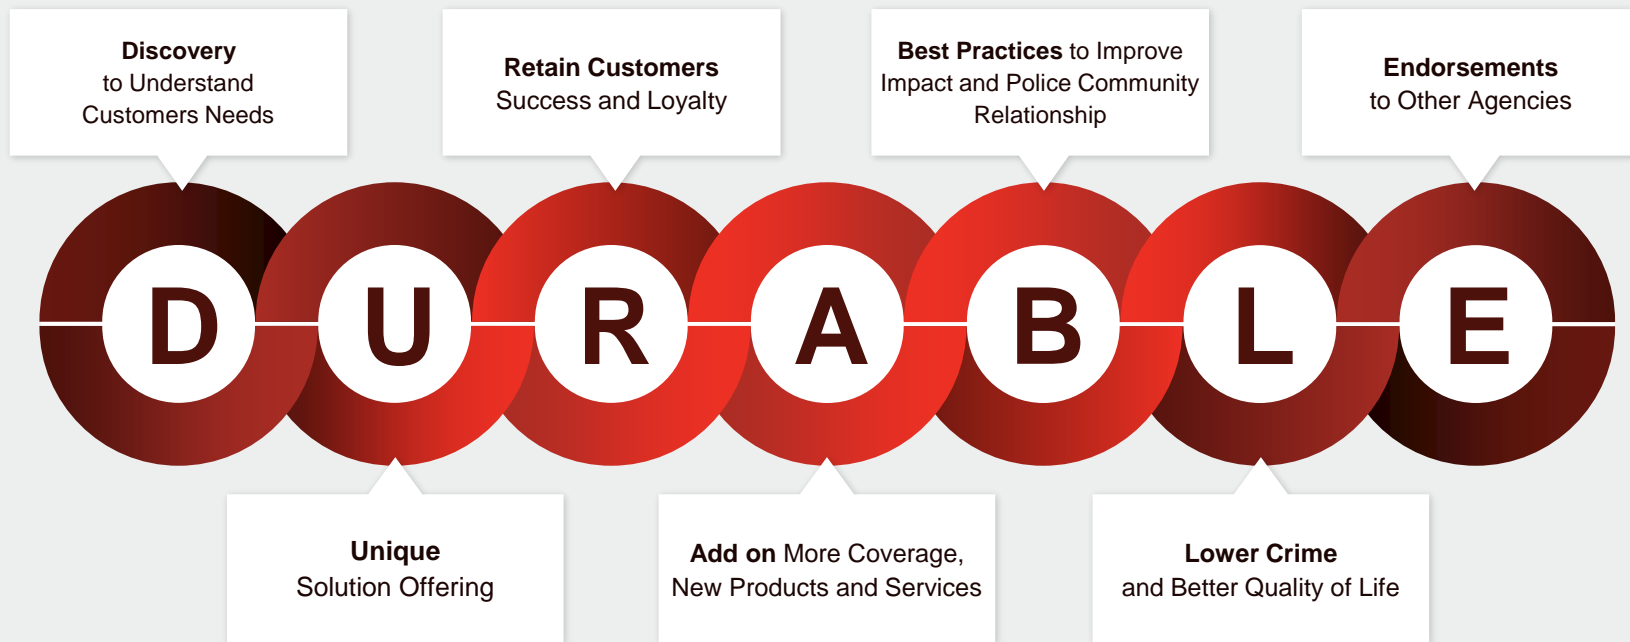 Discovery
to Understand
Customers Needs
Retain Customers
Success and Loyalty
Best Practices to Improve
Impact and Police Community
Relationship
Endorsements
to Other Agencies
D U R A B L E
Unique
Solution Offering
Add on More Coverage,
New Products and Services
Lower Crime
and Better Quality of Life